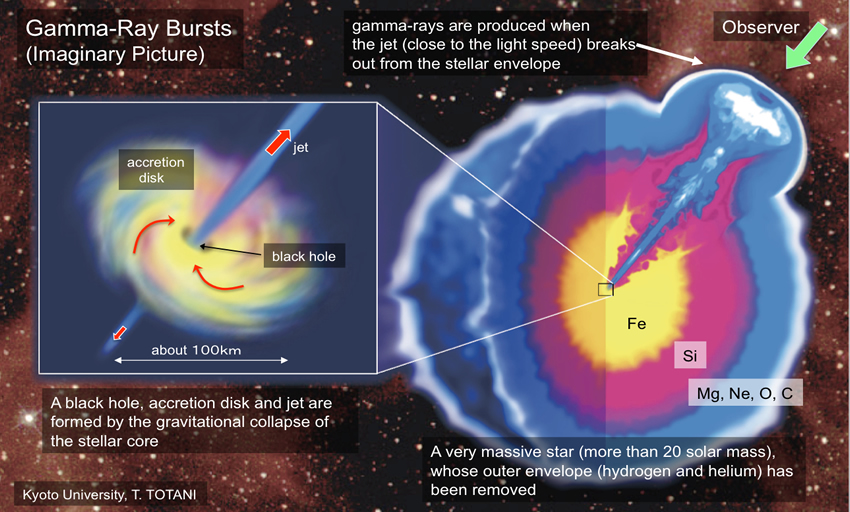 Gamma-Ray Bursts
(Imaginary Picture)
gamma-rays are produced when
the jet (close to the light speed) breaks
out from the stellar envelope
Observer
jet
accretion
disk
black hole
about 100km
Fe
Si
Mg, Ne, O, C
A black hole, accretion disk and jet are
formed by the gravitational collapse of
the stellar core
A very massive star (more than 20 solar mass),
whose outer envelope (hydrogen and helium) has
been removed
Kyoto University, T. TOTANI